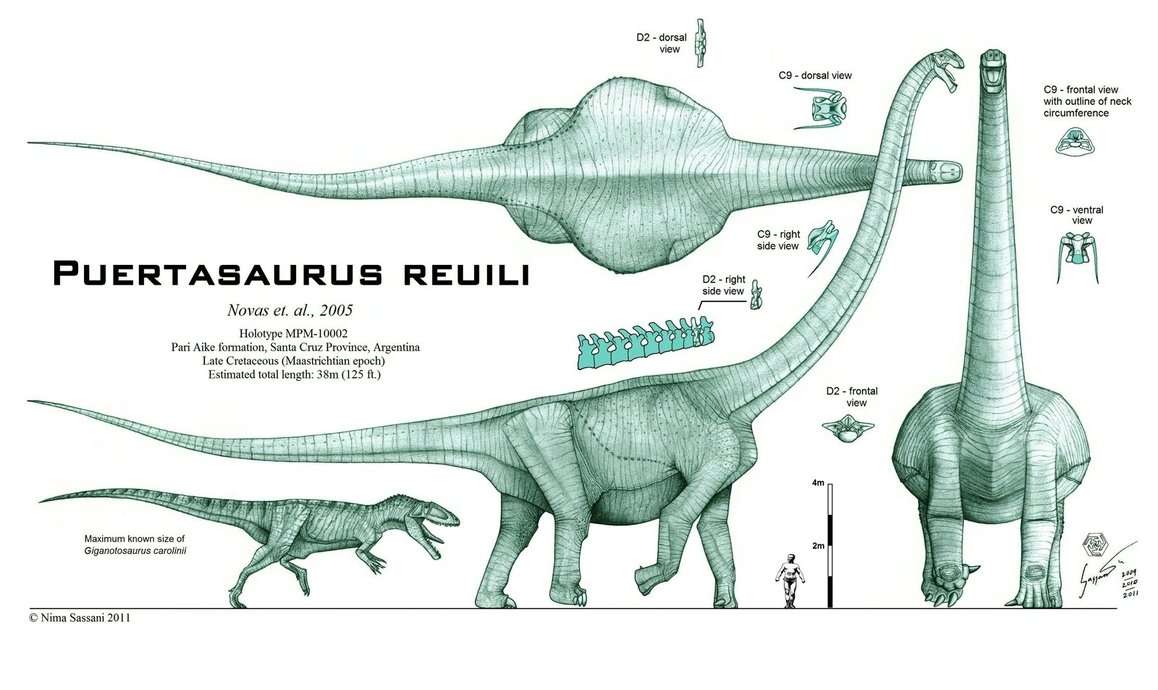 D2 - dorsal
view
C9 - dorsal view
C9 - frontal view
with outline of neck
circumference
C9 - ventral
view
C9 - right
side view
PUERTASAURUS REUILI
D2 - right
side view
Novas et. al., 2005
Holotype MPM-10002
Pari Aike formation, Santa Cruz Province, Argentina
Late Cretaceous (Maastrichtian epoch)
Estimated total length: 38m (125 ft.)
D2 - frontal
view
4m
2m
Maximum known size of
Giganotosaurus carolinii
Sassani
2009
2010
2011
© Nima Sassani 2011